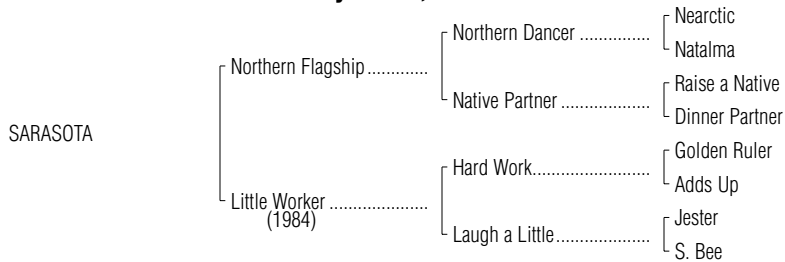 Nearctic
Northern Dancer ...............
Natalma
Northern Flagship .............
Raise a Native
Native Partner ...................
Dinner Partner
SARASOTA
Golden Ruler
Hard Work.........................
Adds Up
Little Worker .....................
(1984)
Jester
Laugh a Little....................
S. Bee